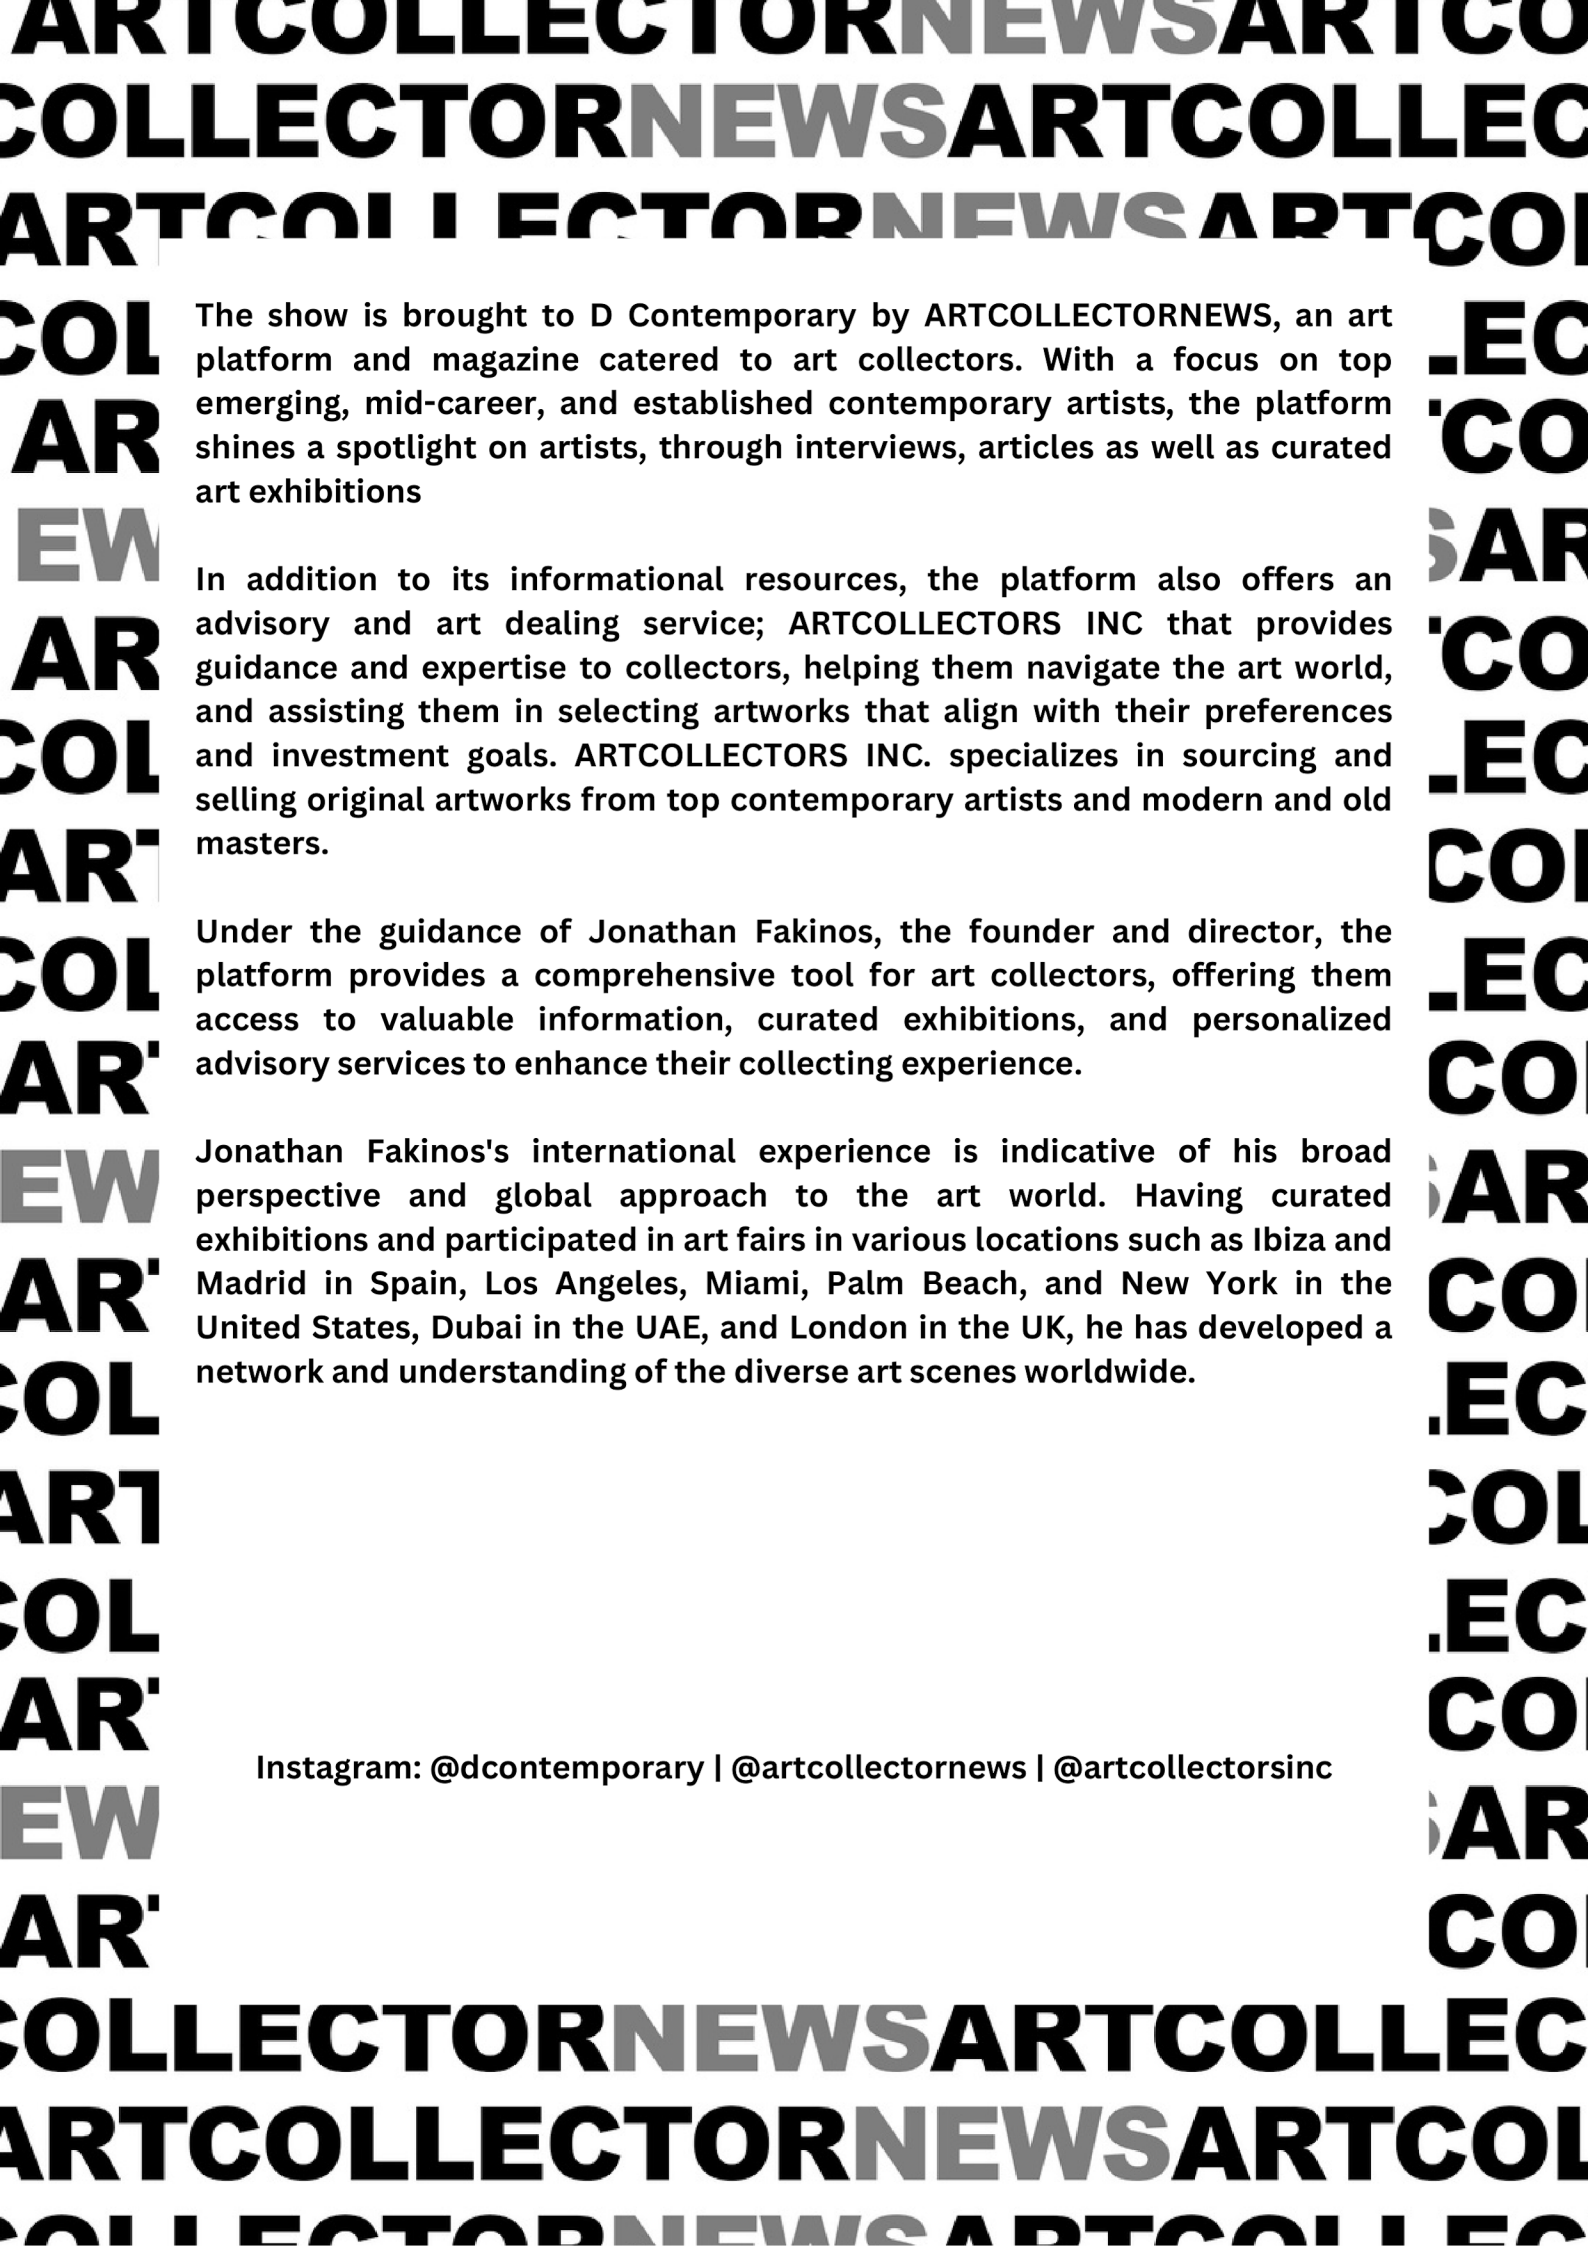 ARTCOLLECTORNEWSARTCO
COLLECTORNEWSARTCOLLEC
ARTCOLLECTORNEWSARTCOL
The show is brought to D Contemporary by ARTCOLLECTORNEWS, an art
platform and magazine catered to art collectors. With a focus on top
emerging, mid-career, and established contemporary artists, the platform
shines a spotlight on artists, through interviews, articles as well as curated
art exhibitions
In addition to its informational resources, the platform also offers an
advisory and art dealing service; ARTCOLLECTORS INC that provides
guidance and expertise to collectors, helping them navigate the art world,
and assisting them in selecting artworks that align with their preferences
and investment goals. ARTCOLLECTORS INC. specializes in sourcing and
selling original artworks from top contemporary artists and modern and old
masters.
Under the guidance of Jonathan Fakinos, the founder and director, the
platform provides a comprehensive tool for art collectors, offering them
access to valuable information, curated exhibitions, and personalized
advisory services to enhance their collecting experience.
Jonathan Fakinos's international experience is indicative of his broad
perspective and global approach to the art world. Having curated
exhibitions and participated in art fairs in various locations such as Ibiza and
Madrid in Spain, Los Angeles, Miami, Palm Beach, and New York in the
United States, Dubai in the UAE, and London in the UK, he has developed a
network and understanding of the diverse art scenes worldwide.
Instagram: @dcontemporary | @artcollectornews | @artcollectorsinc
COLLECTORNEWSARTCOLLEC
ARTCOLLECTORNEWSARTCOL
COLLECTORNEWSARTCOLLEC